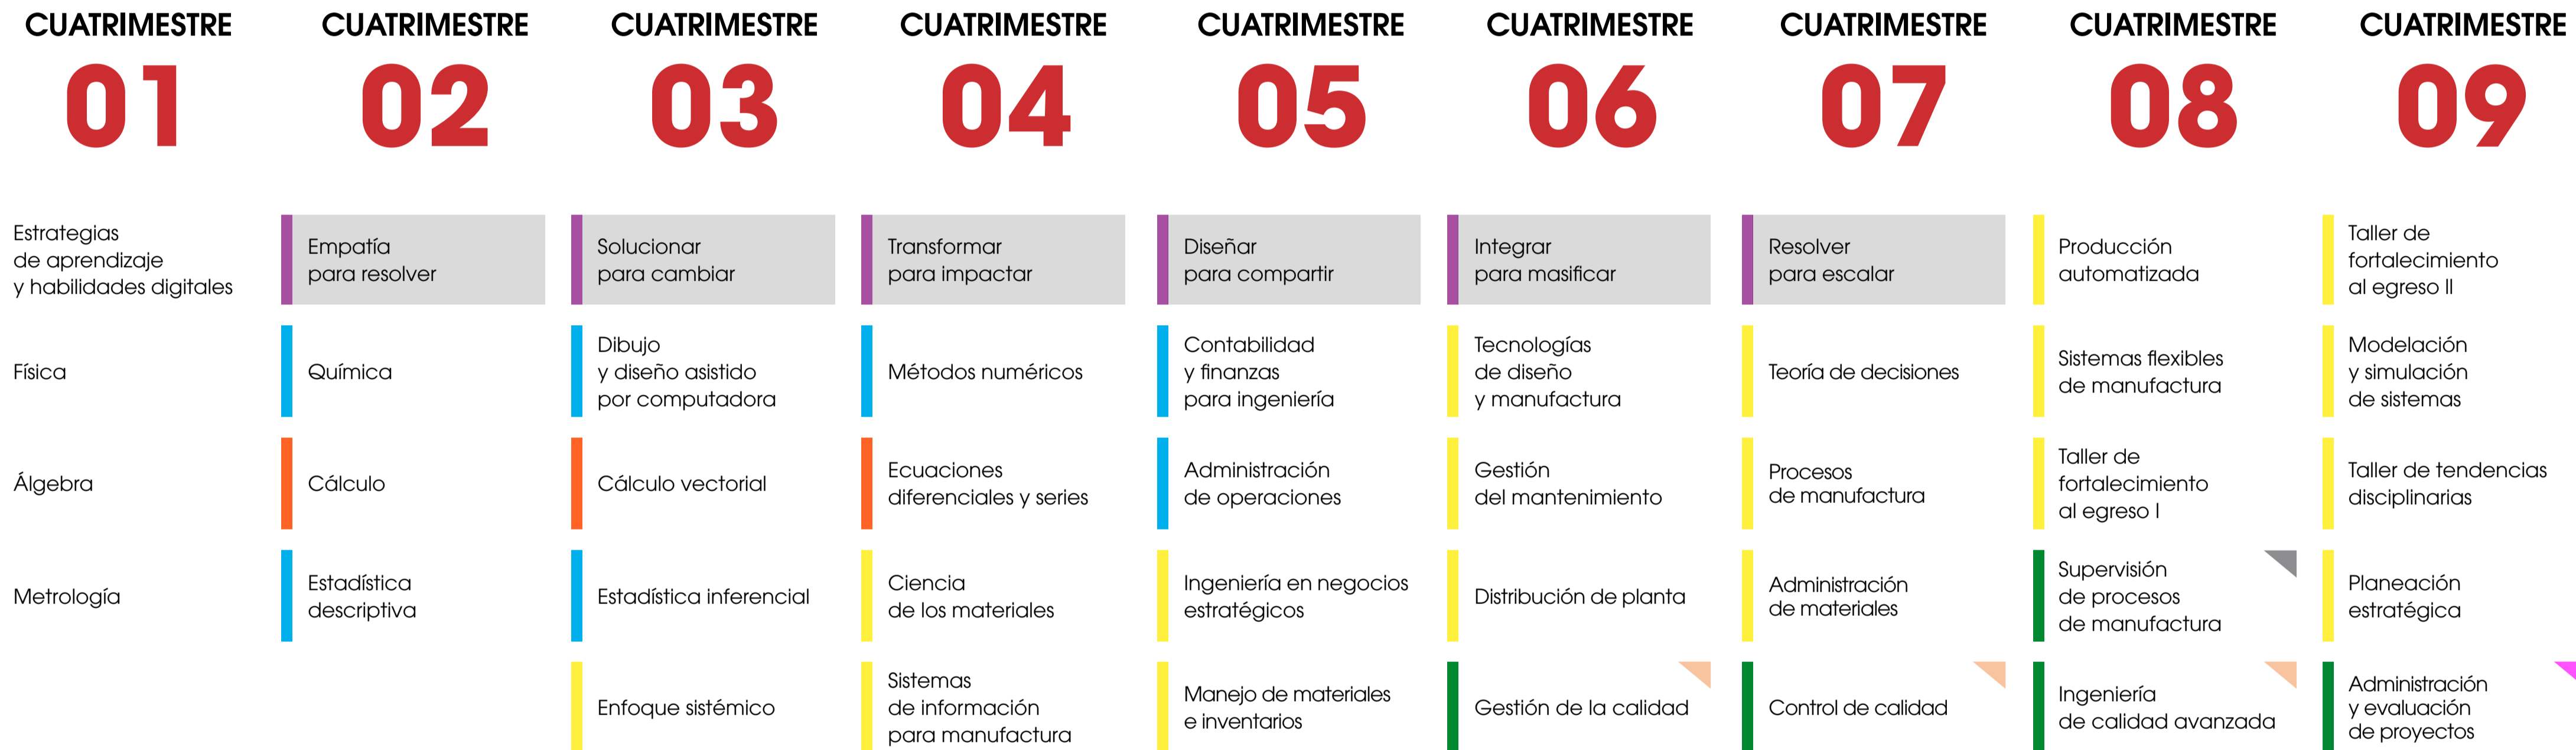 CUATRIMESTRE
01
Estrategias
de aprendizaje
y habilidades digitales
Física
Álgebra
Metrología
CUATRIMESTRE
02
Empatía
para resolver
Química
Cálculo
Estadística
descriptiva
CUATRIMESTRE
03
Solucionar
para cambiar
Dibujo
y diseño asistido
por computadora
Cálculo vectorial
Estadística inferencial
Enfoque sistémico
CUATRIMESTRE
04
Transformar
para impactar
Métodos numéricos
Ecuaciones
diferenciales y series
Ciencia
de los materiales
Sistemas
de información
para manufactura
CUATRIMESTRE
05
Diseñar
para compartir
Contabilidad
y finanzas
para ingeniería
Administración
de operaciones
Ingeniería en negocios
estratégicos
Manejo de materiales
e inventarios
CUATRIMESTRE
06
Integrar
para masificar
Tecnologías
de diseño
y manufactura
Gestión
del mantenimiento
Distribución de planta
Gestión de la calidad
CUATRIMESTRE
07
Resolver
para escalar
Teoría de decisiones
Procesos
de manufactura
Administración
de materiales
Control de calidad
CUATRIMESTRE
08
Producción
automatizada
Sistemas flexibles
de manufactura
Taller de
fortalecimiento
al egreso I
Supervisión
de procesos
de manufactura
Ingeniería
de calidad avanzada
CUATRIMESTRE
09
Taller de
fortalecimiento
al egreso II
Modelación
y simulación
de sistemas
Taller de tendencias
disciplinarias
Planeación
estratégica
Administración
y evaluación
de proyectos